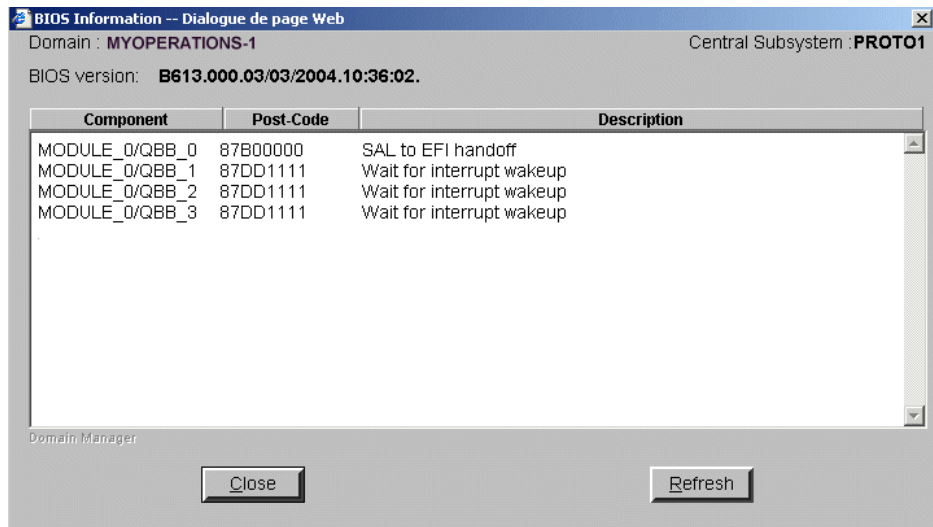 BIOS Information -- Dialogue de page Web
Domain : MYOPERATIONS-1 Central Subsystem :PROTO1
BIOS version: B613.000.03/03/2004.10:36:02.
Component Post-Code Description
MODULE_0/QBB_0 87B00000 SAL to EFI handoff
MODULE_0/QBB_1 87DD1111 Wait for interrupt wakeup
MODULE_0/QBB_2 87DD1111 Wait for interrupt wakeup
MODULE_0/QBB_3 87DD1111 Wait for interrupt wakeup
Domain Manager
Close Refresh